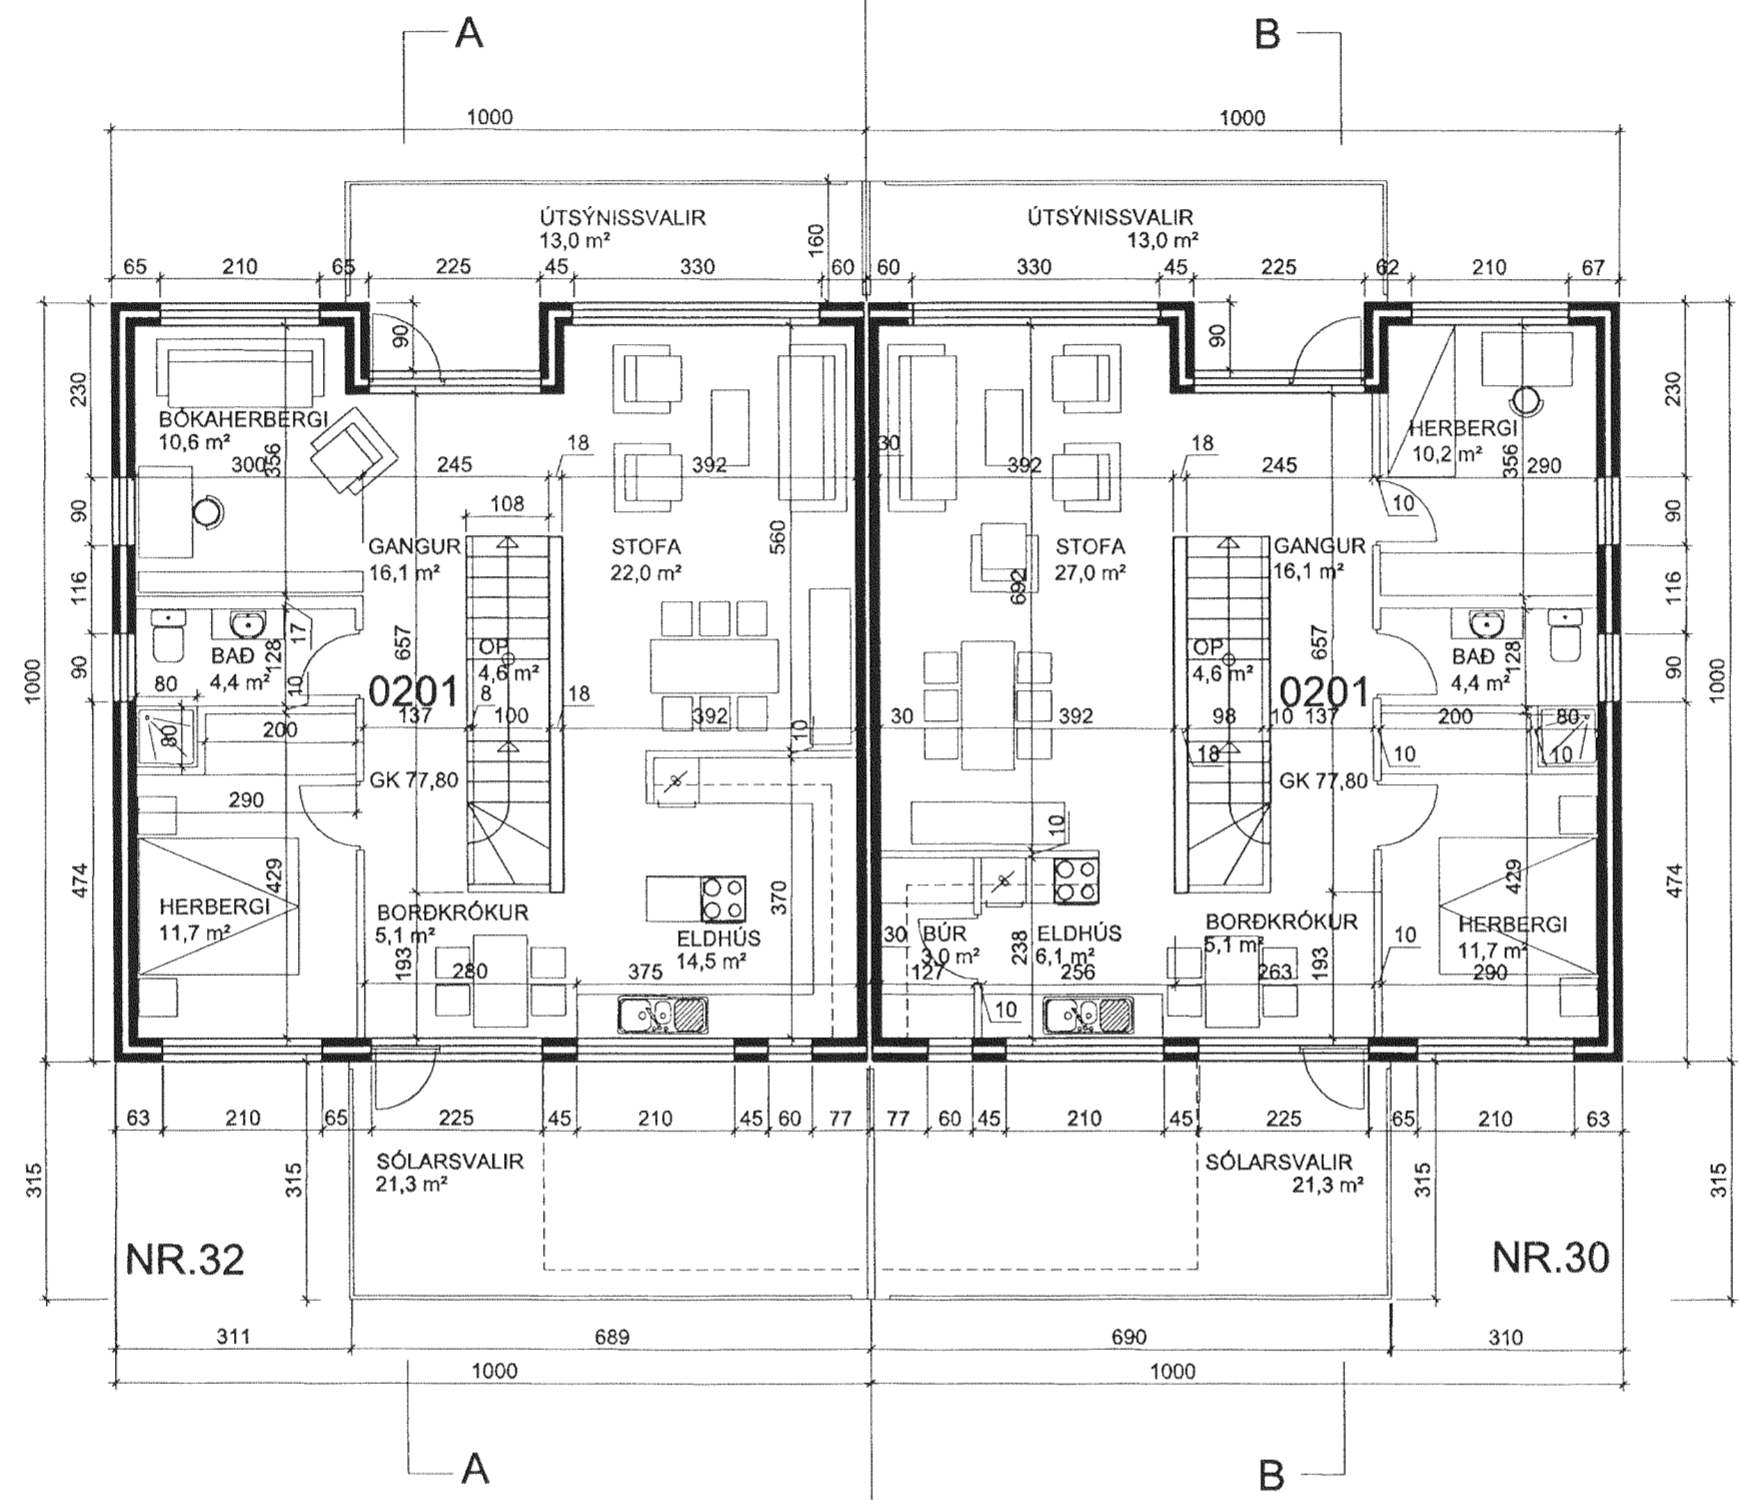 A
B
1000
1000
ÚTSÝNISSVALIR
13,0 m²
ÚTSÝNISSVALIR
13,0 m²
160
65
210
65
225
45
330
60
60
330
45
225
62
210
67
90
90
230
230
BÓKAHERBERGI
10,6 m²
HERBERGI
10,2 m²
300
356
245
18
392
30
392
18
245
356
290
90
108
10
90
560
GANGUR
16,1 m²
STOFA
22,0 m²
STOFA
27,0 m²
GANGUR
16,1 m²
116
692
116
17
1000
BAÐ
4,4 m²
128
657
OP
4,6 m²
OP
4,6 m²
657
BAÐ
4,4 m²
128
1000
90
90
80
10
0201
8
18
0201
137
100
392
10
30
392
98
10
137
200
80
80
200
18
10
10
GK 77,80
GK 77,80
290
10
474
429
370
429
474
HERBERGI
11,7 m²
BORÐKRÓKUR
5,1 m²
ELDHÚS
14,5 m²
30
BÚR
3,0 m²
ELDHÚS
6,1 m²
238
BORÐKRÓKUR
5,1 m²
10
HERBERGI
11,7 m²
193
280
375
127
256
263
193
290
10
63
210
65
225
45
210
45
60
77
77
60
45
210
45
225
65
210
63
315
315
SÓLARSVALIR
21,3 m²
SÓLARSVALIR
21,3 m²
315
315
NR.32
NR.30
311
689
690
310
1000
1000
A
B